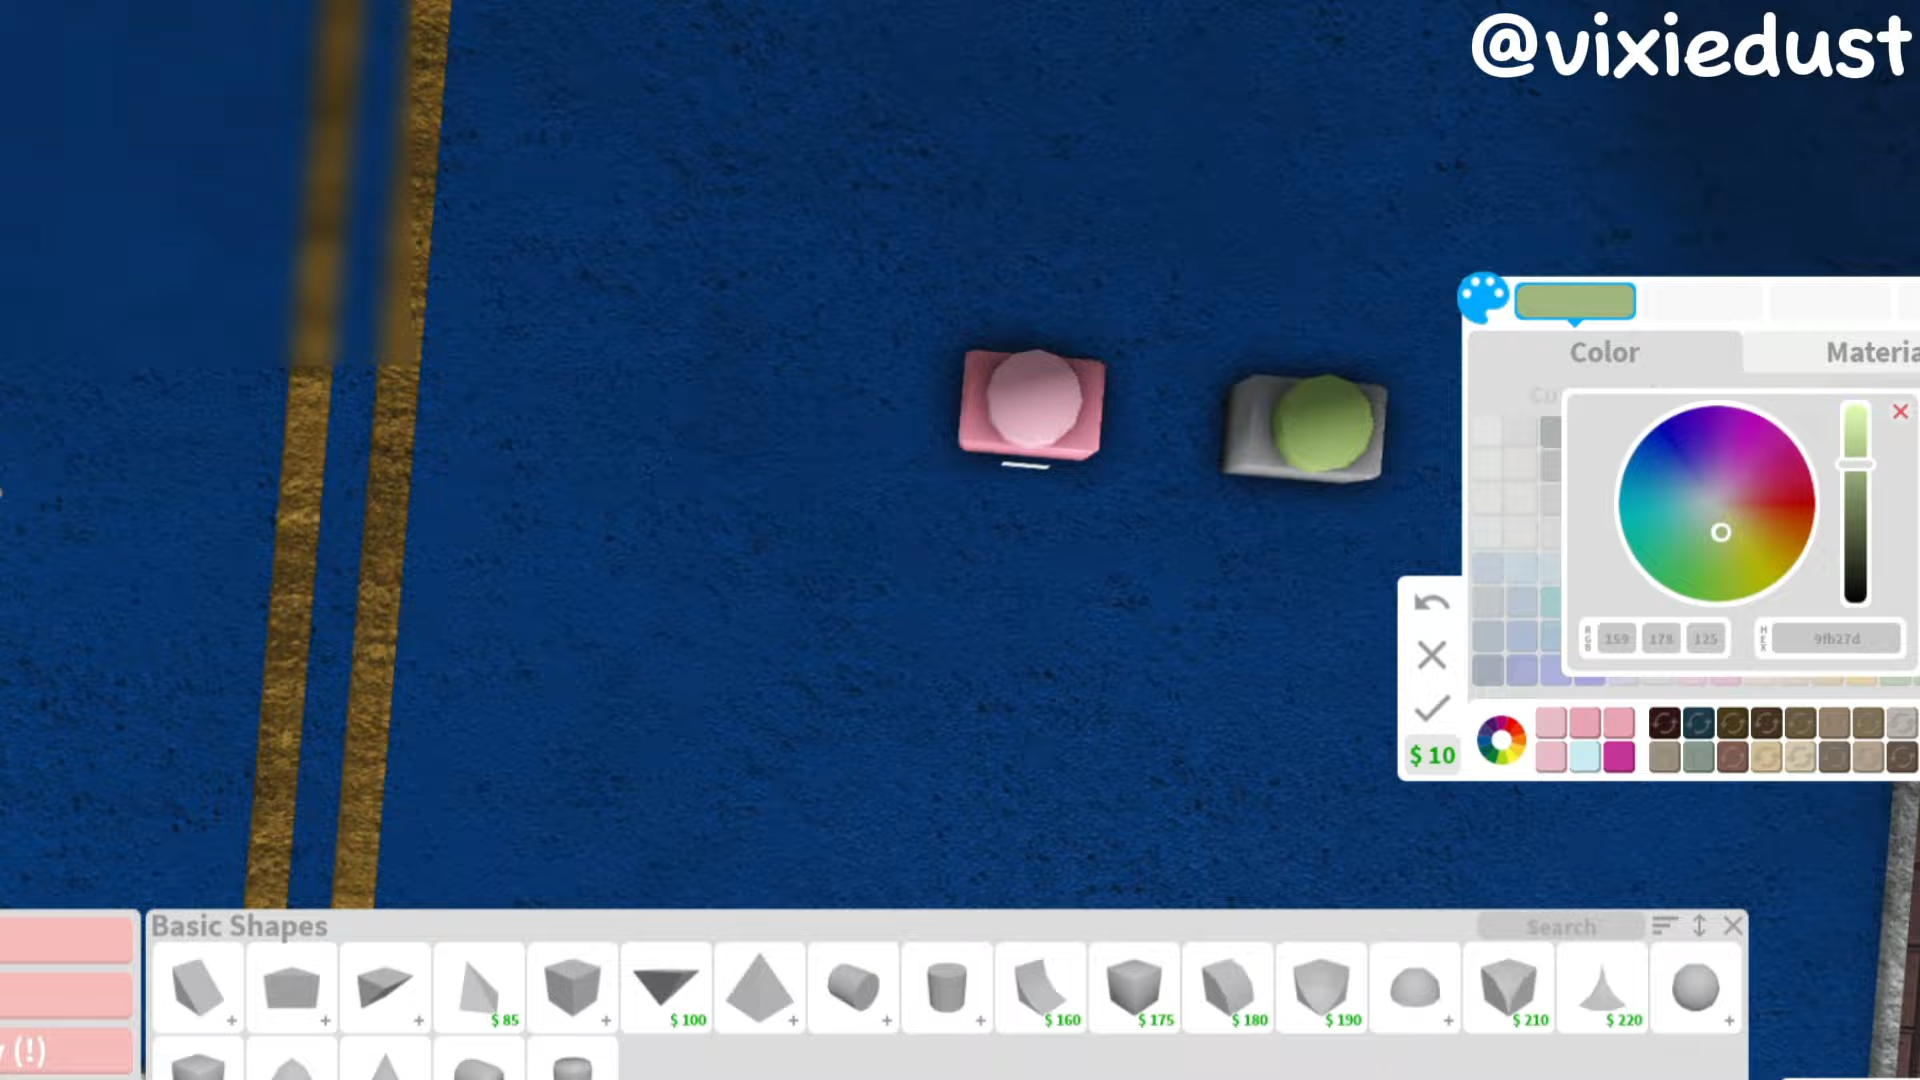 @vixiedust
Color
Materia
R
G
B
159
178
125
H
E
X
9fb27d
$ 10
Basic Shapes
Search
$ 85
$ 100
$ 160
$ 175
$ 180
$ 190
$ 210
$ 220
y (!)